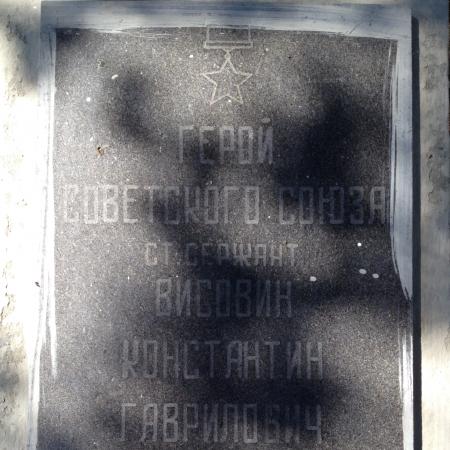 ГЕРОЙ
СОВЕТСКОГО СОЮЗА
СТ. СЕРЖАНТ
ВИСОВИН
КОНСТАНТИН
ГАВРИЛОВИЧ